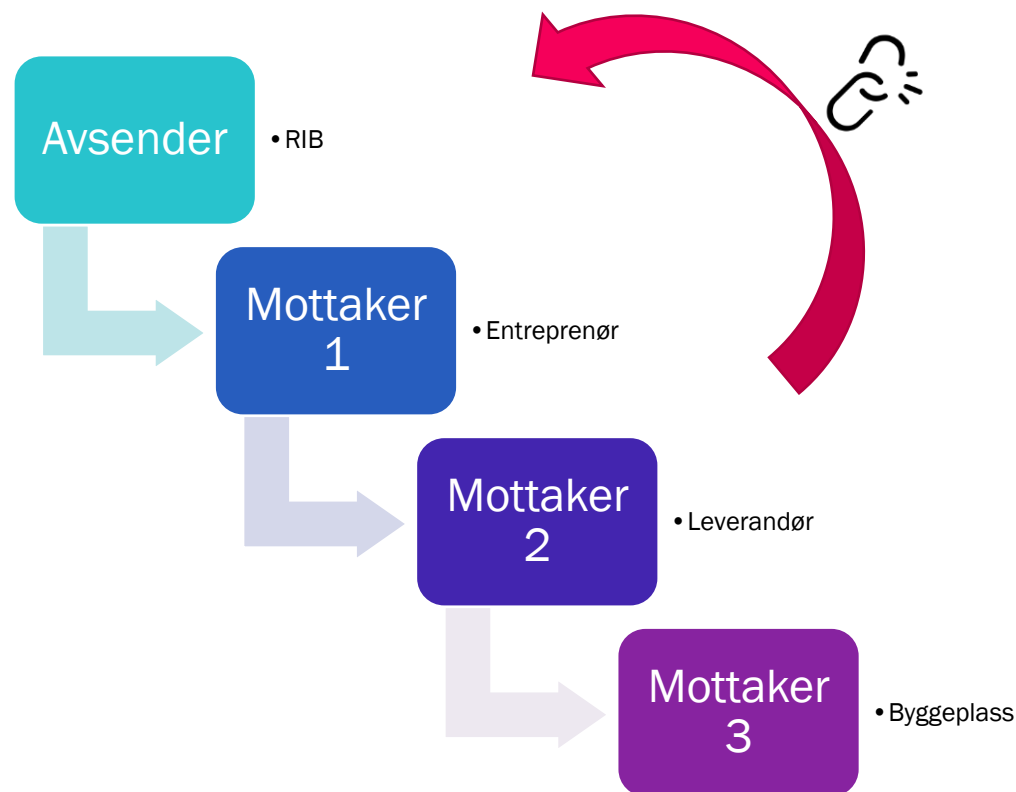 Avsender
• RIB
Mottaker
1
• Entreprenør
Mottaker
2
• Leverandør
Mottaker
3
• Byggeplass